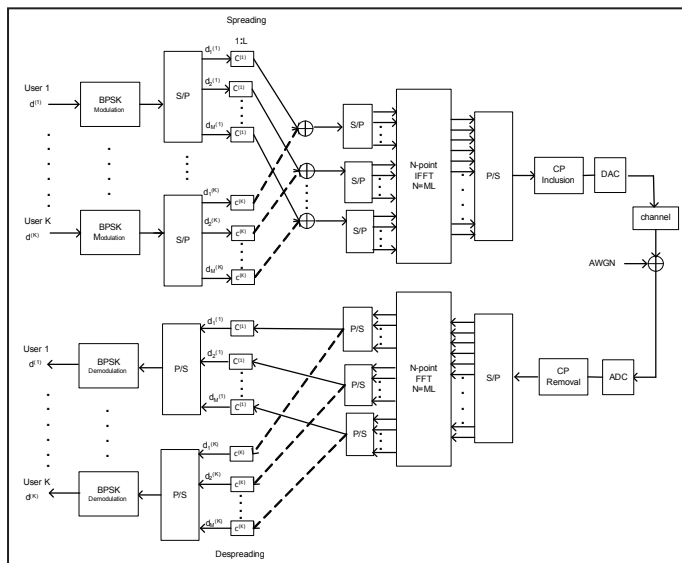 Spreading
1:L
User 1
d(1)
BPSK
Modulation
S/P
d1(1)
C(1)
d2(1)
C(1)
dM(1)
C(1)
User K
d(K)
BPSK
Modulation
S/P
d1(K)
c(K)
d2(K)
c(K)
dM(K)
c(K)
S/P
S/P
S/P
N-point
IFFT
N=ML
P/S
CP
Inclusion
DAC
channel
AWGN
User 1
d(1)
BPSK
Demodulation
P/S
d1(1)
C(1)
d2(1)
C(1)
dM(1)
C(1)
P/S
P/S
P/S
N-point
FFT
N=ML
S/P
CP
Removal
ADC
User K
d(K)
BPSK
Demodulation
P/S
d1(K)
c(K)
d2(K)
c(K)
dM(K)
c(K)
Despreading